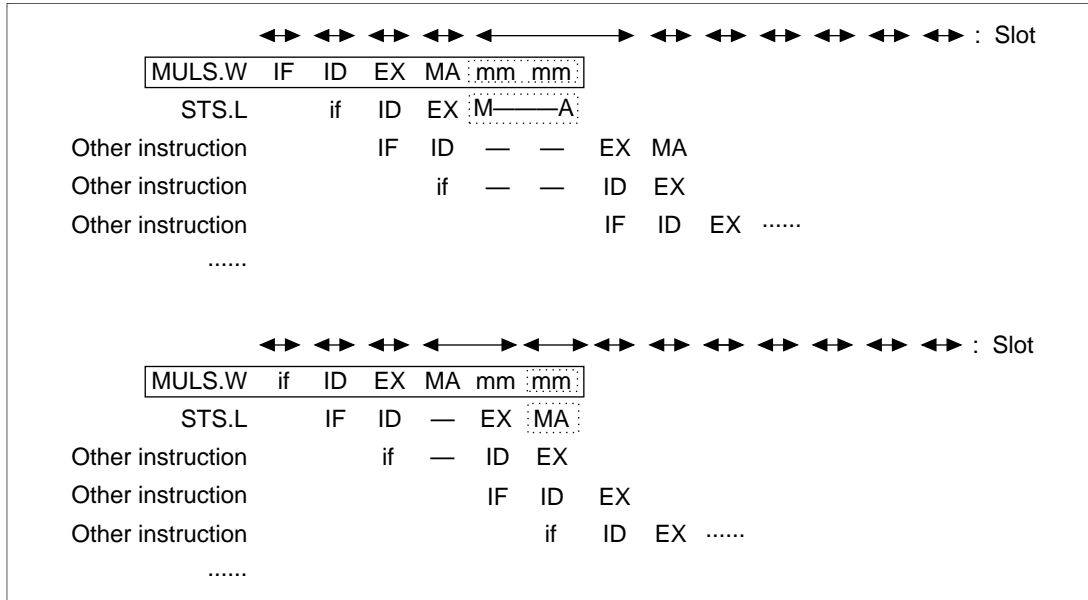 : Slot
MULS.W IF ID EX MA mm mm
STS.L if ID EX M———A
Other instruction IF ID — — EX MA
Other instruction if — — ID EX
Other instruction IF ID EX ······
······
: Slot
MULS.W if ID EX MA mm mm
STS.L IF ID — EX MA
Other instruction if — ID EX
Other instruction IF ID EX
Other instruction if ID EX ······
······